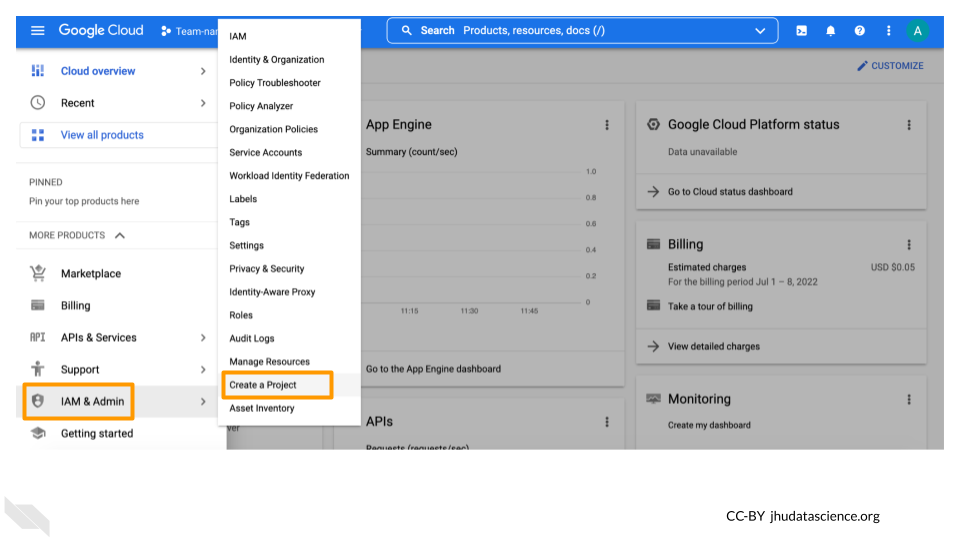 Google Cloud
Team-nar
Search Products, resources, docs (/)
A
Cloud overview
Recent
View all products
PINNED
Pin your top products here
MORE PRODUCTS
Marketplace
Billing
API APIs & Services
Support
IAM & Admin
Getting started
IAM
Identity & Organization
Policy Troubleshooter
Policy Analyzer
Organization Policies
Service Accounts
Workload Identity Federation
Labels
Tags
Settings
Privacy & Security
Identity-Aware Proxy
Roles
Audit Logs
Manage Resources
Create a Project
Asset Inventory
ver
CUSTOMIZE
App Engine
Summary (count/sec)
1.0
0.8
0.6
0.4
0.2
0
11:15 11:30 11:45
Go to the App Engine dashboard
APIs
Requests (requests/sec)
Google Cloud Platform status
Data unavailable
Go to Cloud status dashboard
Billing
Estimated charges USD $0.05
For the billing period Jul 1 – 8, 2022
Take a tour of billing
View detailed charges
Monitoring
Create my dashboard
CC-BY jhudatascience.org